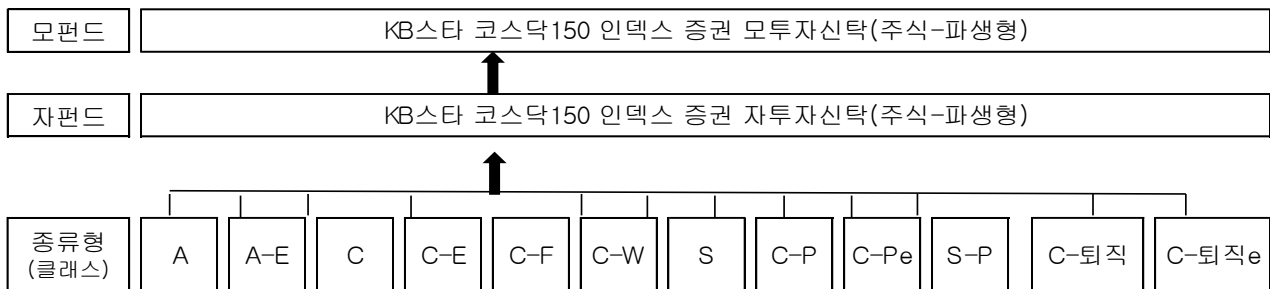 모펀드
KB스타 코스닥150 인덱스 증권 모투자신탁(주식-파생형)
자펀드
KB스타 코스닥150 인덱스 증권 자투자신탁(주식-파생형)
종류형
(클래스)
A
A-E
C
C-E
C-F
C-W
S
C-P
C-Pe
S-P
C-퇴직
C-퇴직e